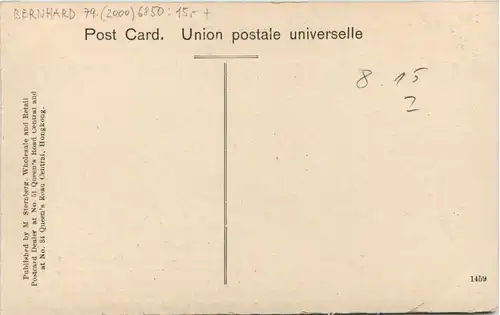 BERNHARD 79. (2000) 6850: 15,- +
Post Card. Union postale universelle
8. 15
Published by M. Sternberg, Wholesale and Retail
Postcard Dealer at No. 51 Queen's Road Central and
at No. 34 Queen's Road Central, Hongkong.
1459